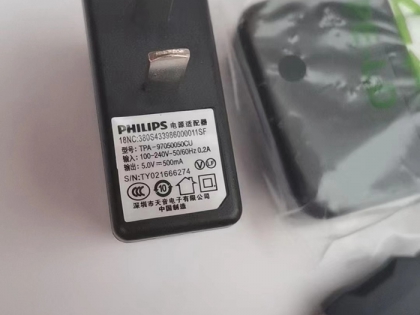 PHILIPS 电源适配器
18NC:380S433986000011SF
型号: TPA-97050050CU
输入: 100-240V~50/60Hz 0.2A
输出: 5.0V⎓500mA
S/N:TY021666274
10
深圳市天音电子有限公司
中国制造